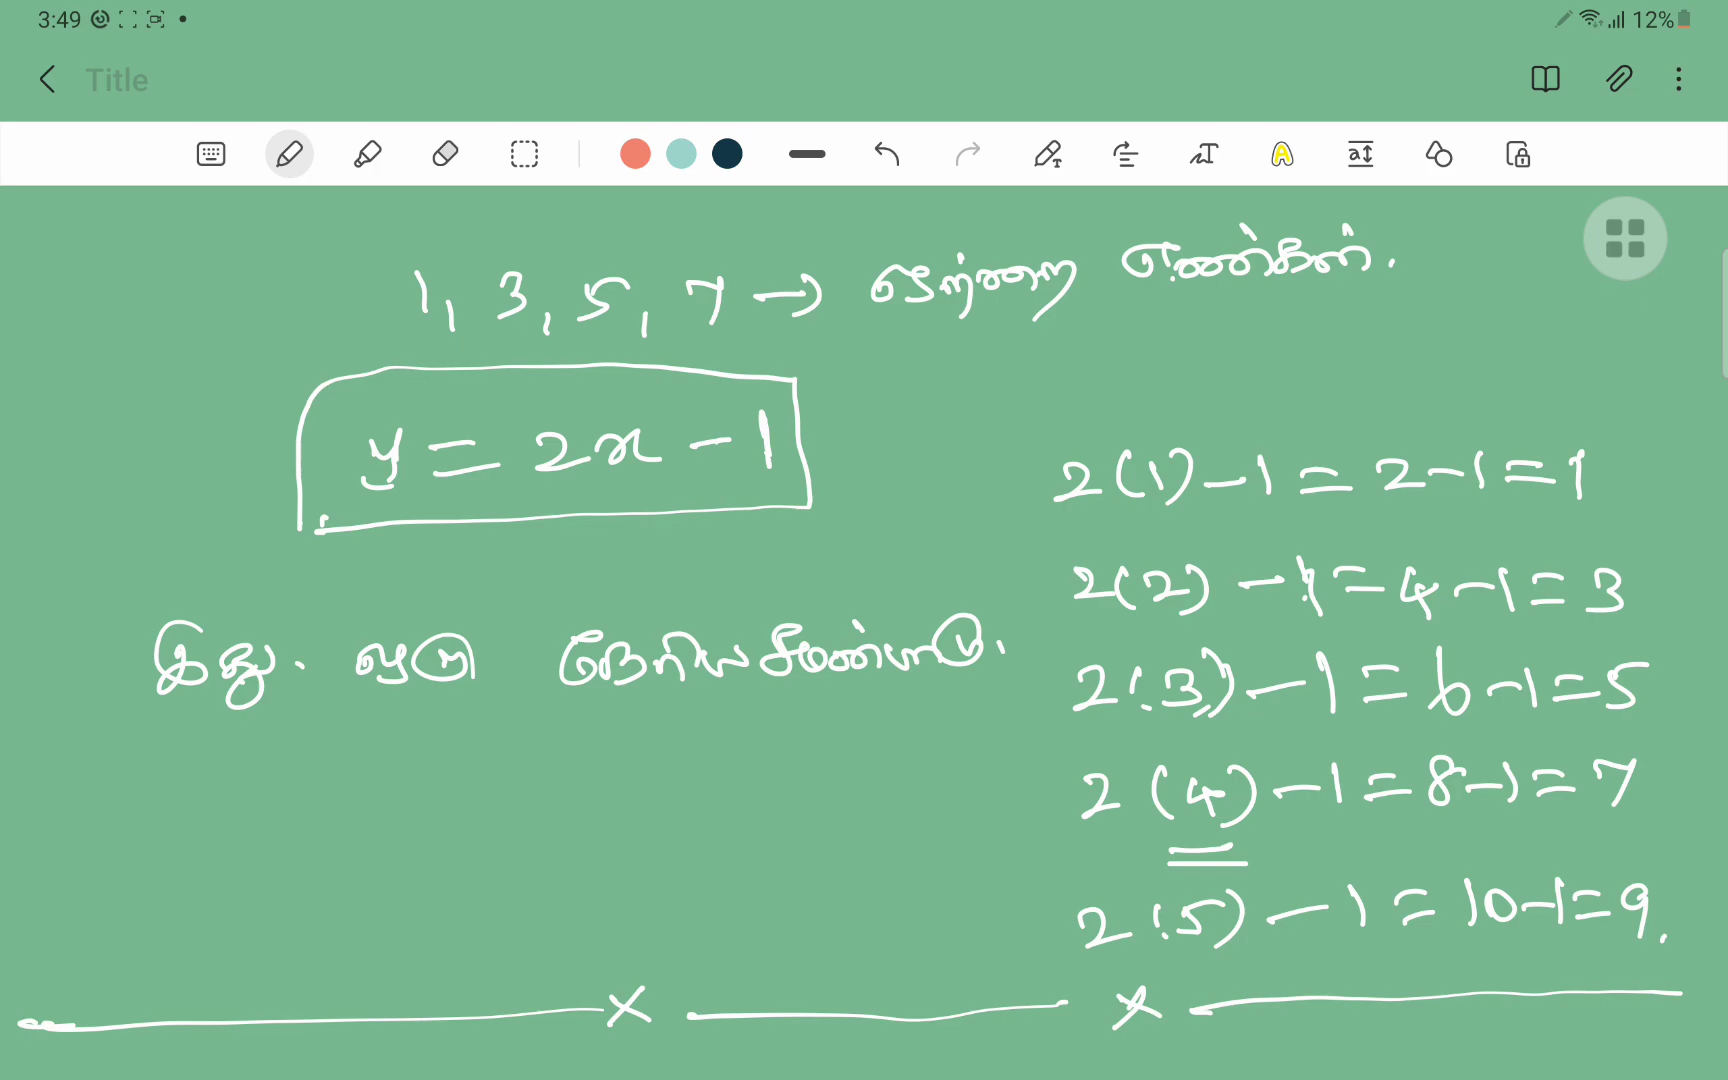 3:49
12%
Title
1, 3, 5, 7 → ஒற்றை எண்கள்.
y = 2x - 1
2(1) - 1 = 2 - 1 = 1
2(2) - 1 = 4 - 1 = 3
இது. ஒரு நேரிய சமன்பாடு.
2(3) - 1 = 6 - 1 = 5
2(4) - 1 = 8 - 1 = 7
2(5) - 1 = 10 - 1 = 9.